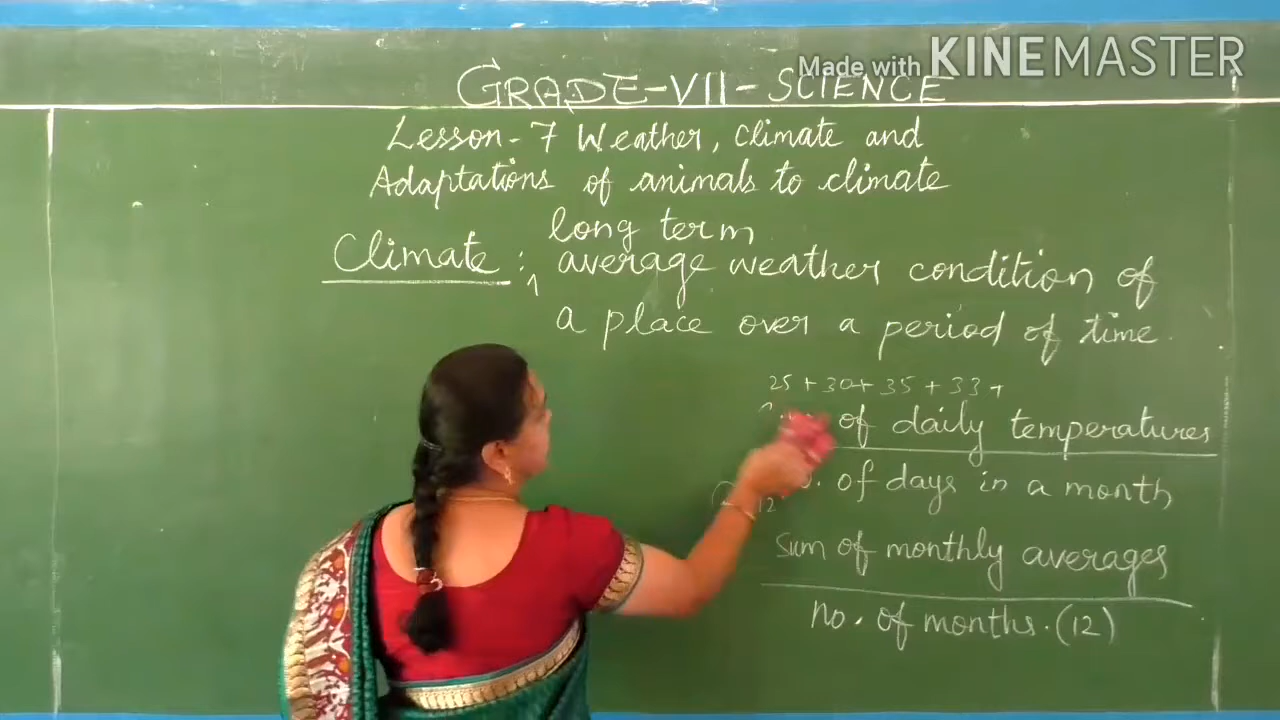 Made with KINEMASTER
GRADE-VII-SCIENCE
Lesson-7 Weather, Climate and
Adaptations of animals to climate
long term
Climate : ^ average weather condition of
a place over a period of time.
25 + 30 + 35 + 33 +
of daily temperatures
of days in a month
12
Sum of monthly averages
no. of months. (12)